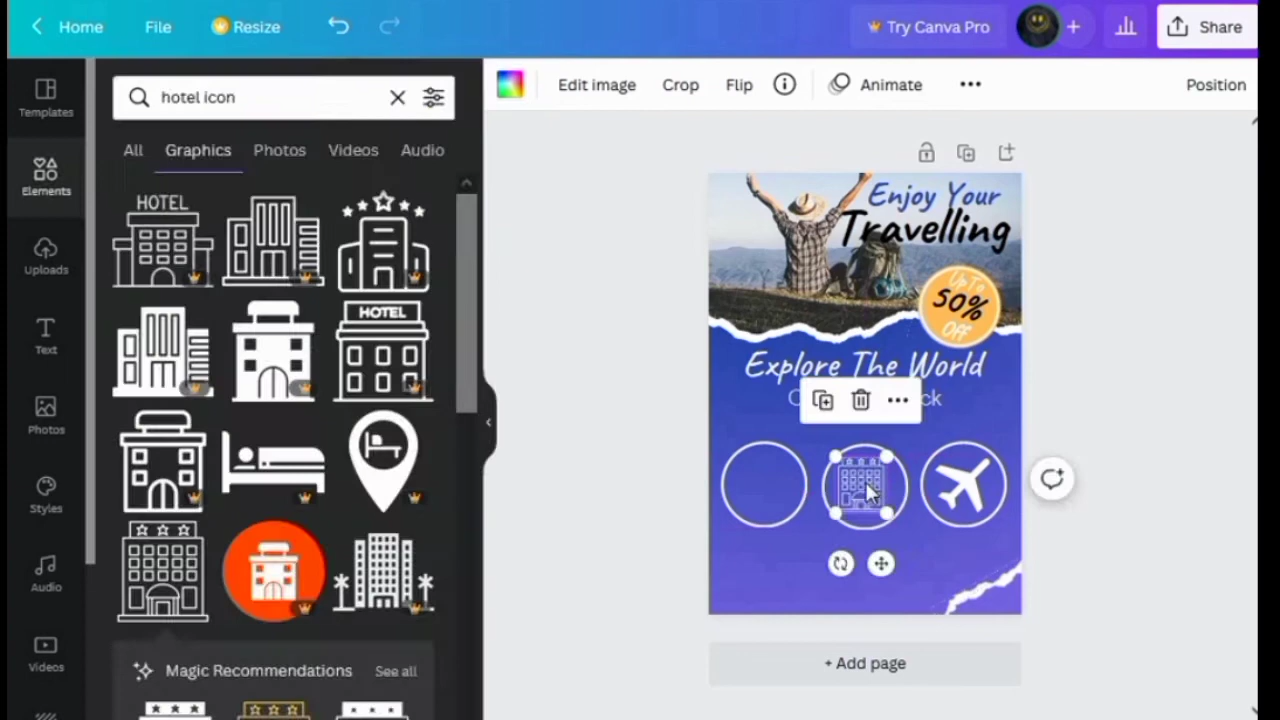 Home File Resize Try Canva Pro Share
hotel icon
Edit image Crop Flip Animate Position
Templates
Elements
Uploads
Text
Photos
Styles
Audio
Videos
All Graphics Photos Videos Audio
HOTEL
HOTEL
Magic Recommendations See all
Enjoy Your
Travelling
UpTo
50%
Off
Explore The World
+ Add page